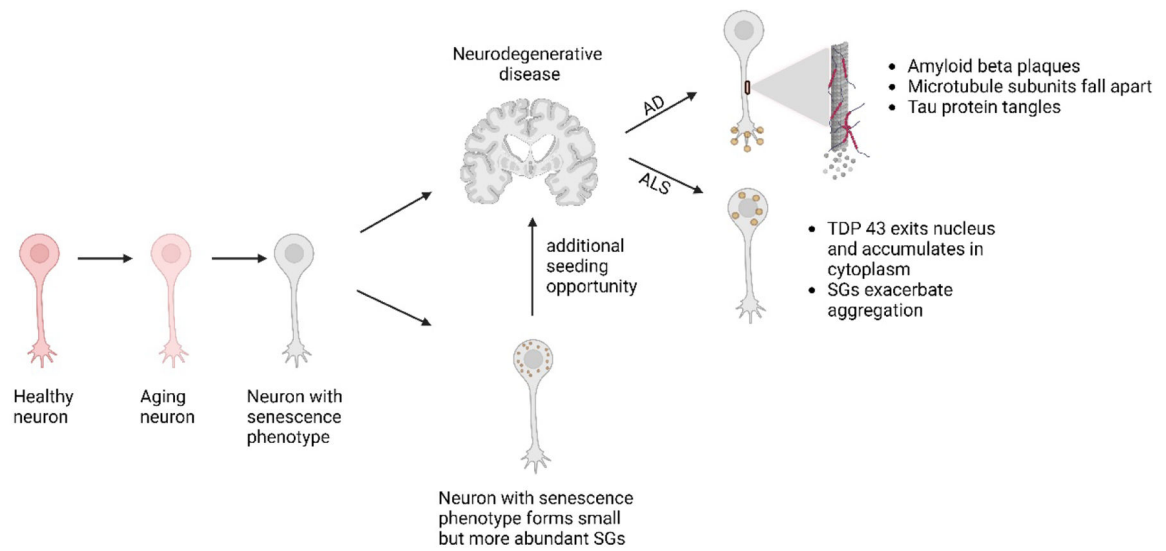 Neurodegenerative
disease
AD
• Amyloid beta plaques
• Microtubule subunits fall apart
• Tau protein tangles
ALS
• TDP 43 exits nucleus
and accumulates in
cytoplasm
• SGs exacerbate
aggregation
additional
seeding
opportunity
Healthy
neuron
Aging
neuron
Neuron with
senescence
phenotype
Neuron with senescence
phenotype forms small
but more abundant SGs